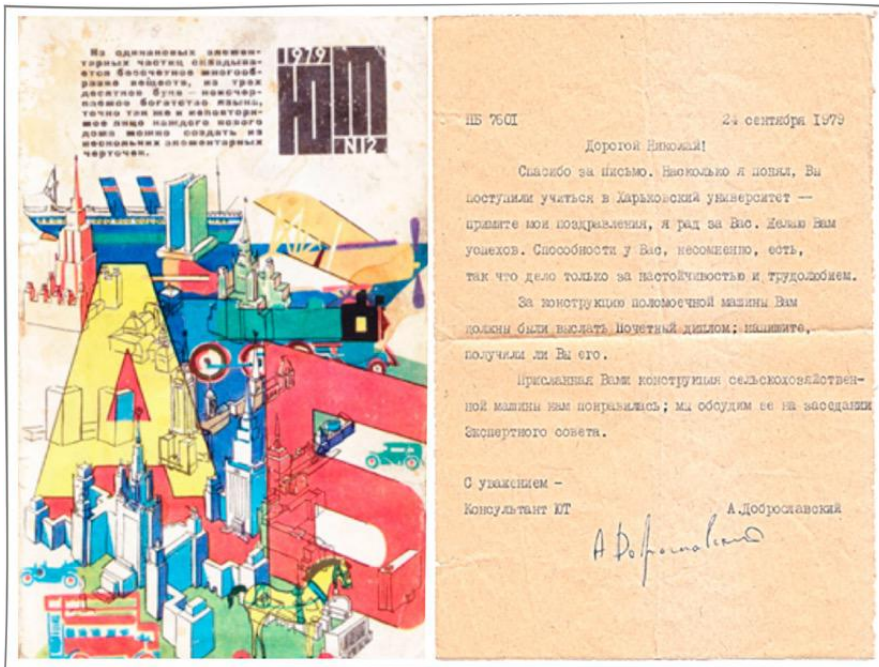 Из одинаковых элемен-
тарных частиц складыва-
ется бессчетное многооб-
разие веществ, из трех
десятков букв — неисчер-
паемое богатство языка,
точно так же и неповтори-
мое лицо каждого нового
дома можно создать из
нескольких элементарных
черточек.
1979
ЮТ
N12
А Б
ПБ 7601 24 сентября 1979
Дорогой Николай!
Спасибо за письмо. Насколько я понял, Вы
поступили учиться в Харьковский университет —
примите мои поздравления, я рад за Вас. Желаю Вам
успехов. Способности у Вас, несомненно, есть,
так что дело только за настойчивостью и трудолюбием.
За конструкцию поломоечной машины Вам
должны были выслать Почетный диплом; напишите,
получили ли Вы его.
Присланная Вами конструкция сельскохозяйствен-
ной машины нам понравилась; мы обсудим ее на заседании
Экспертного совета.
С уважением –
Консультант ЮТ А.Доброславский
А Доброславский